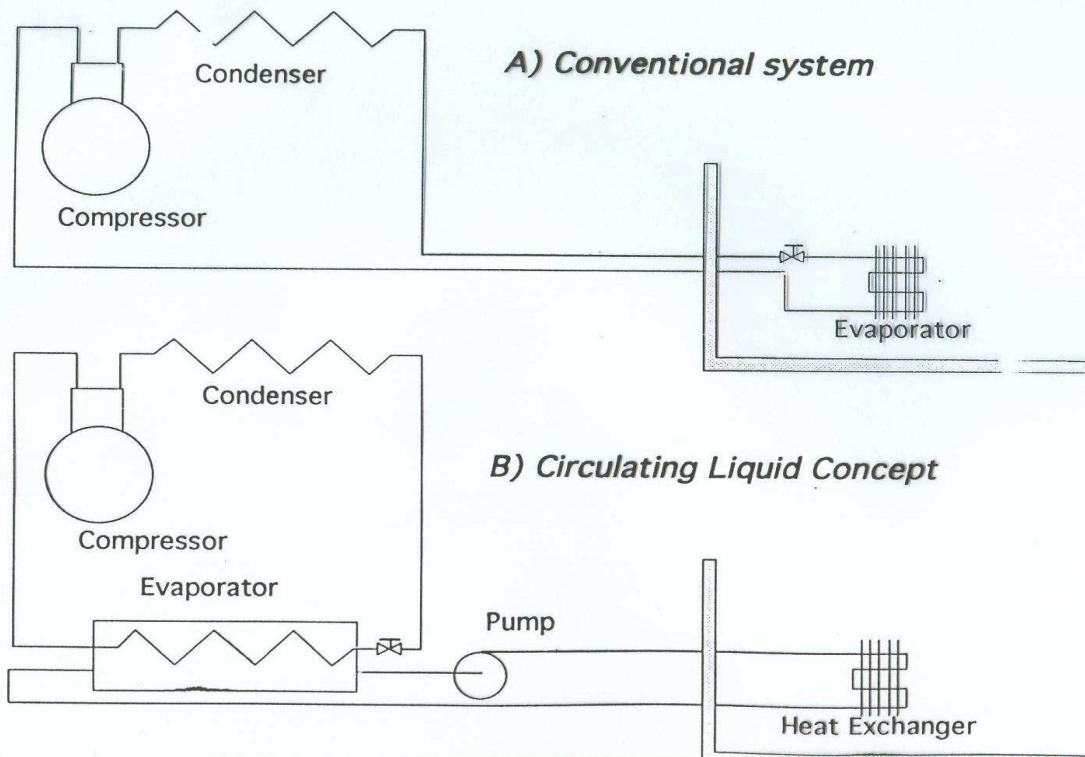 A) Conventional system
Condenser
Compressor
Evaporator
Condenser
B) Circulating Liquid Concept
Compressor
Evaporator
Pump
Heat Exchanger